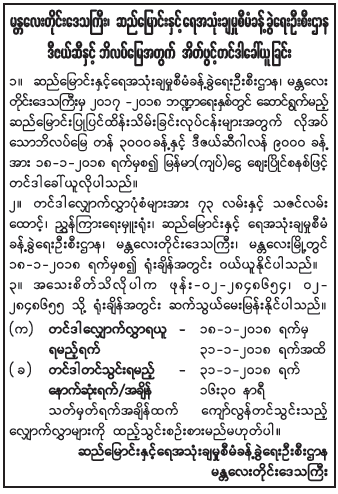 မန္တလေးတိုင်းဒေသကြီး၊ ဆည်မြောင်းနှင့်ရေအသုံးချမှုစီမံခန့်ခွဲရေးဦးစီးဌာန
ဒီဇယ်ဆီနှင့် ဘိလပ်မြေအတွက် အိတ်ဖွင့်တင်ဒါခေါ်ယူခြင်း
၁။ ဆည်မြောင်းနှင့်ရေအသုံးချမှုစီမံခန့်ခွဲရေးဦးစီးဌာန၊ မန္တလေး
တိုင်းဒေသကြီးမှ ၂၀၁၇ -၂၀၁၈ ဘဏ္ဍာရေးနှစ်တွင် ဆောင်ရွက်မည့်
ဆည်မြောင်းပြုပြင်ထိန်းသိမ်းခြင်းလုပ်ငန်းများအတွက် လိုအပ်
သောဘိလပ်မြေ တန် ၃၀၀၀ခန့်နှင့် ဒီဇယ်ဆီဂါလန် ၉၀၀၀ ခန့်
အား ၁၈-၁-၂၀၁၈ ရက်မှစ၍ မြန်မာ(ကျပ်)ငွေ ဈေးပြိုင်စနစ်ဖြင့်
တင်ဒါခေါ်ယူလိုပါသည်။
၂။ တင်ဒါလျှောက်လွှာပုံစံများအား ၇၃ လမ်းနှင့် သဇင်လမ်း
ထောင့်၊ ညွှန်ကြားရေးမှူးရုံး၊ ဆည်မြောင်းနှင့် ရေအသုံးချမှုစီမံ
ခန့်ခွဲရေးဦးစီးဌာန၊ မန္တလေးတိုင်းဒေသကြီး၊ မန္တလေးမြို့တွင်
၁၈-၁-၂၀၁၈ ရက်မှစ၍ ရုံးချိန်အတွင်း ဝယ်ယူနိုင်ပါသည်။
၃။ အသေးစိတ်သိလိုပါက ဖုန်း-၀၂-၂၈၄၈၆၅၄၊ ၀၂-
၂၈၄၈၆၅၅ သို့ ရုံးချိန်အတွင်း ဆက်သွယ်မေးမြန်းနိုင်ပါသည်။
(က) တင်ဒါလျှောက်လွှာရယူ - ၁၈-၁-၂၀၁၈ ရက်မှ
ရမည့်ရက် ၃၁-၁-၂၀၁၈ ရက်အထိ
(ခ) တင်ဒါတင်သွင်းရမည့် - ၃၁-၁-၂၀၁၈ ရက်
နောက်ဆုံးရက်/အချိန် ၁၆း၃၀ နာရီ
သတ်မှတ်ရက်အချိန်ထက် ကျော်လွန်တင်သွင်းသည့်
လျှောက်လွှာများကို ထည့်သွင်းစဉ်းစားမည်မဟုတ်ပါ။
ဆည်မြောင်းနှင့်ရေအသုံးချမှုစီမံခန့်ခွဲရေးဦးစီးဌာန
မန္တလေးတိုင်းဒေသကြီး